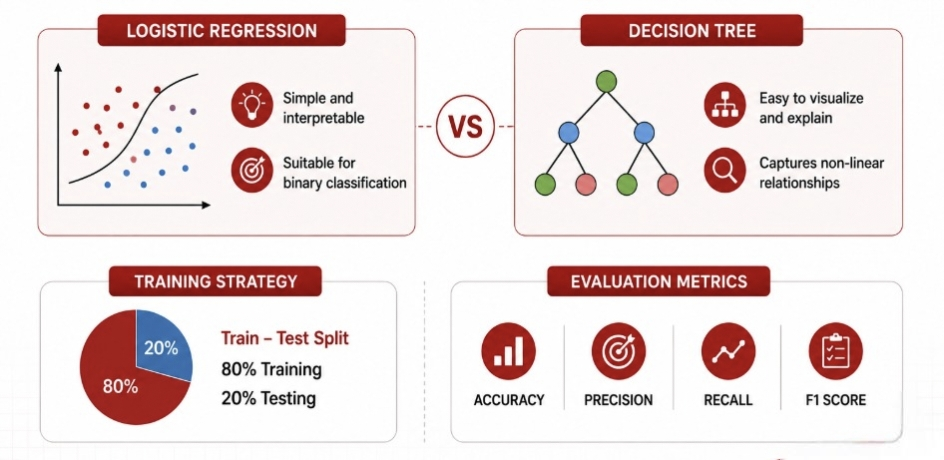 LOGISTIC REGRESSION
Simple and
interpretable
Suitable for
binary classification
VS
DECISION TREE
Easy to visualize
and explain
Captures non-linear
relationships
TRAINING STRATEGY
20%
80%
Train – Test Split
80% Training
20% Testing
EVALUATION METRICS
ACCURACY
PRECISION
RECALL
F1 SCORE